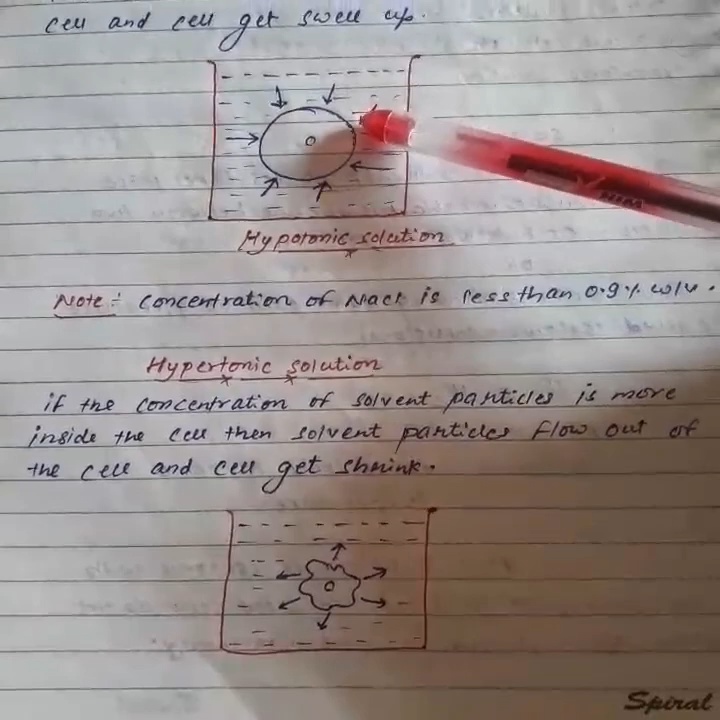 cell and cell get swell up.
Hypotonic solution
Note:- Concentration of Nacl is less than 0.9% w/v.
Hypertonic solution
if the concentration of solvent particles is more
inside the cell then solvent particles flow out of
the cell and cell get shrink.
Spiral